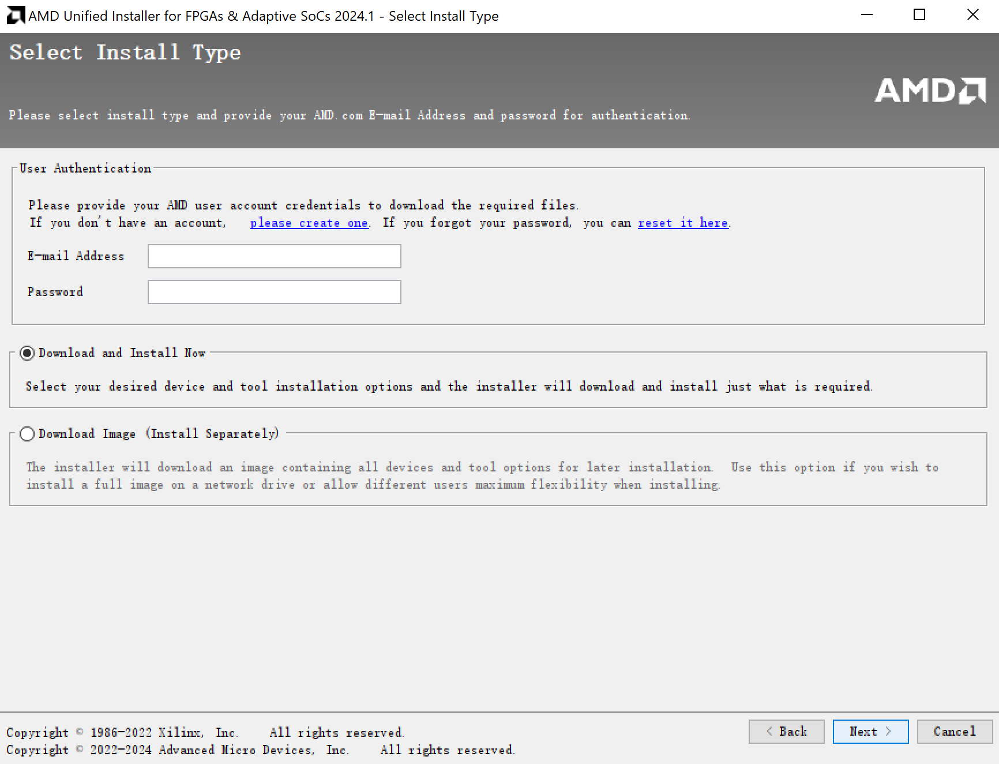 AMD Unified Installer for FPGAs & Adaptive SoCs 2024.1 - Select Install Type
Select Install Type
AMD
Please select install type and provide your AMD.com E-mail Address and password for authentication.
User Authentication
Please provide your AMD user account credentials to download the required files.
If you don't have an account, please create one. If you forgot your password, you can reset it here.
E-mail Address
Password
Download and Install Now
Select your desired device and tool installation options and the installer will download and install just what is required.
Download Image (Install Separately)
The installer will download an image containing all devices and tool options for later installation. Use this option if you wish to
install a full image on a network drive or allow different users maximum flexibility when installing.
Copyright © 1986-2022 Xilinx, Inc. All rights reserved.
Copyright © 2022-2024 Advanced Micro Devices, Inc. All rights reserved.
< Back
Next >
Cancel